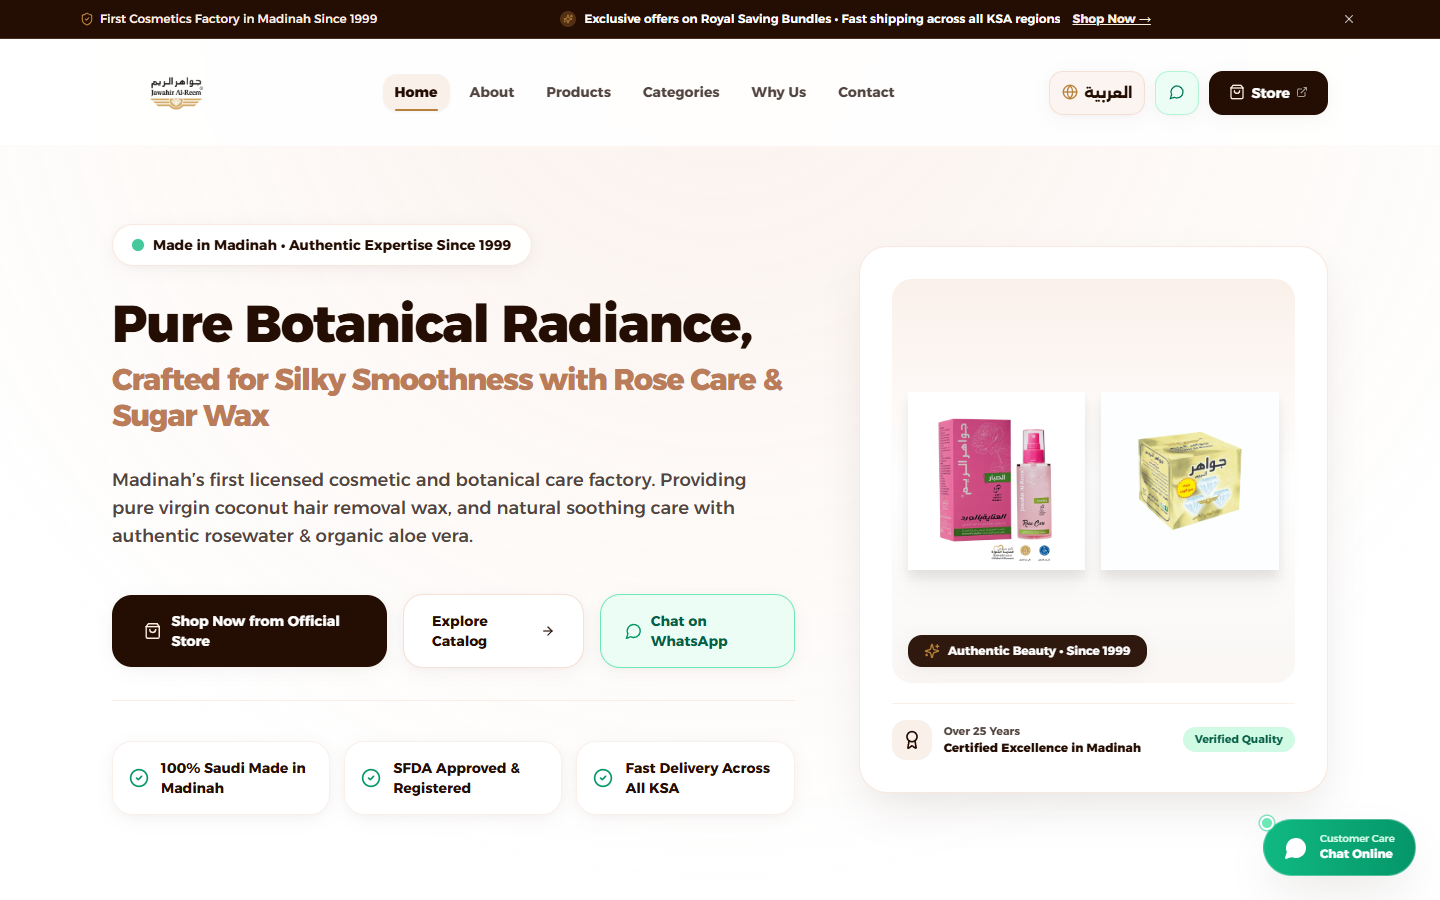 First Cosmetics Factory in Madinah Since 1999
Exclusive offers on Royal Saving Bundles • Fast shipping across all KSA regions Shop Now →
جواهر الريم
Jawahir Al-Reem
Home
About
Products
Categories
Why Us
Contact
العربية
Store
Made in Madinah • Authentic Expertise Since 1999
Pure Botanical Radiance,
Crafted for Silky Smoothness with Rose Care &
Sugar Wax
Madinah’s first licensed cosmetic and botanical care factory. Providing
pure virgin coconut hair removal wax, and natural soothing care with
authentic rosewater & organic aloe vera.
Shop Now from Official
Store
Explore
Catalog
Chat on
WhatsApp
100% Saudi Made in
Madinah
SFDA Approved &
Registered
Fast Delivery Across
All KSA
جواهر الريم
الصبار
العناية بالورد
Rose Care
جواهر
Authentic Beauty • Since 1999
Over 25 Years
Certified Excellence in Madinah
Verified Quality
Customer Care
Chat Online